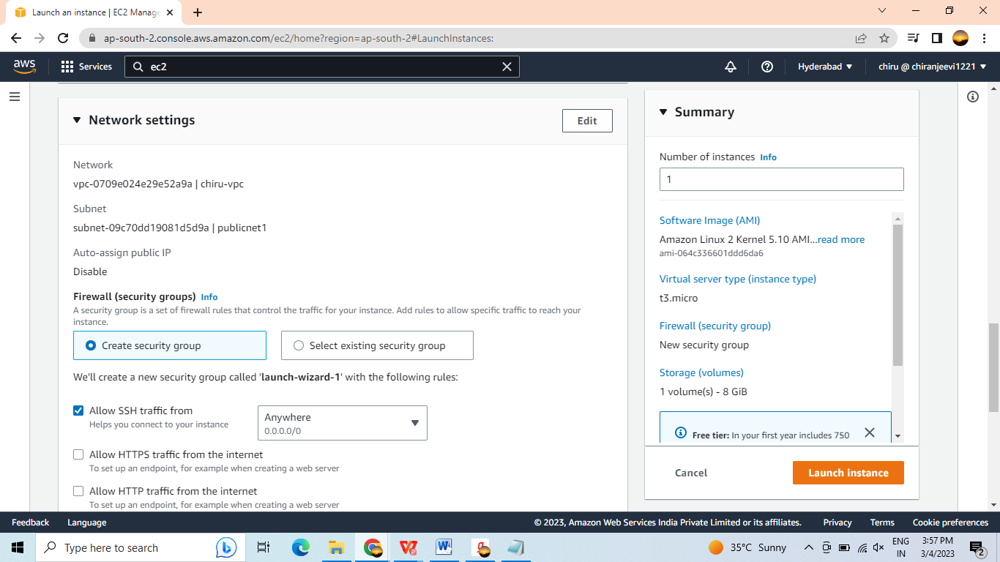 Launch an instance | EC2 Manage
ap-south-2.console.aws.amazon.com/ec2/home?region=ap-south-2#LaunchInstances:
aws
Services
ec2
Hyderabad
chiru @ chiranjeevi1221
Network settings
Edit
Network
vpc-0709e024e29e52a9a | chiru-vpc
Subnet
subnet-09c70dd19081d5d9a | publicnet1
Auto-assign public IP
Disable
Firewall (security groups) Info
A security group is a set of firewall rules that control the traffic for your instance. Add rules to allow specific traffic to reach your
instance.
Create security group
Select existing security group
We'll create a new security group called 'launch-wizard-1' with the following rules:
Allow SSH traffic from
Helps you connect to your instance
Anywhere
0.0.0.0/0
Allow HTTPS traffic from the internet
To set up an endpoint, for example when creating a web server
Allow HTTP traffic from the internet
To set up an endpoint, for example when creating a web server
Summary
Number of instances Info
1
Software Image (AMI)
Amazon Linux 2 Kernel 5.10 AMI...read more
ami-064c336601ddd6da6
Virtual server type (instance type)
t3.micro
Firewall (security group)
New security group
Storage (volumes)
1 volume(s) - 8 GiB
Free tier: In your first year includes 750
Cancel
Launch instance
Feedback
Language
© 2023, Amazon Web Services India Private Limited or its affiliates.
Privacy
Terms
Cookie preferences
Type here to search
35°C Sunny
ENG
IN
3:57 PM
3/4/2023
2